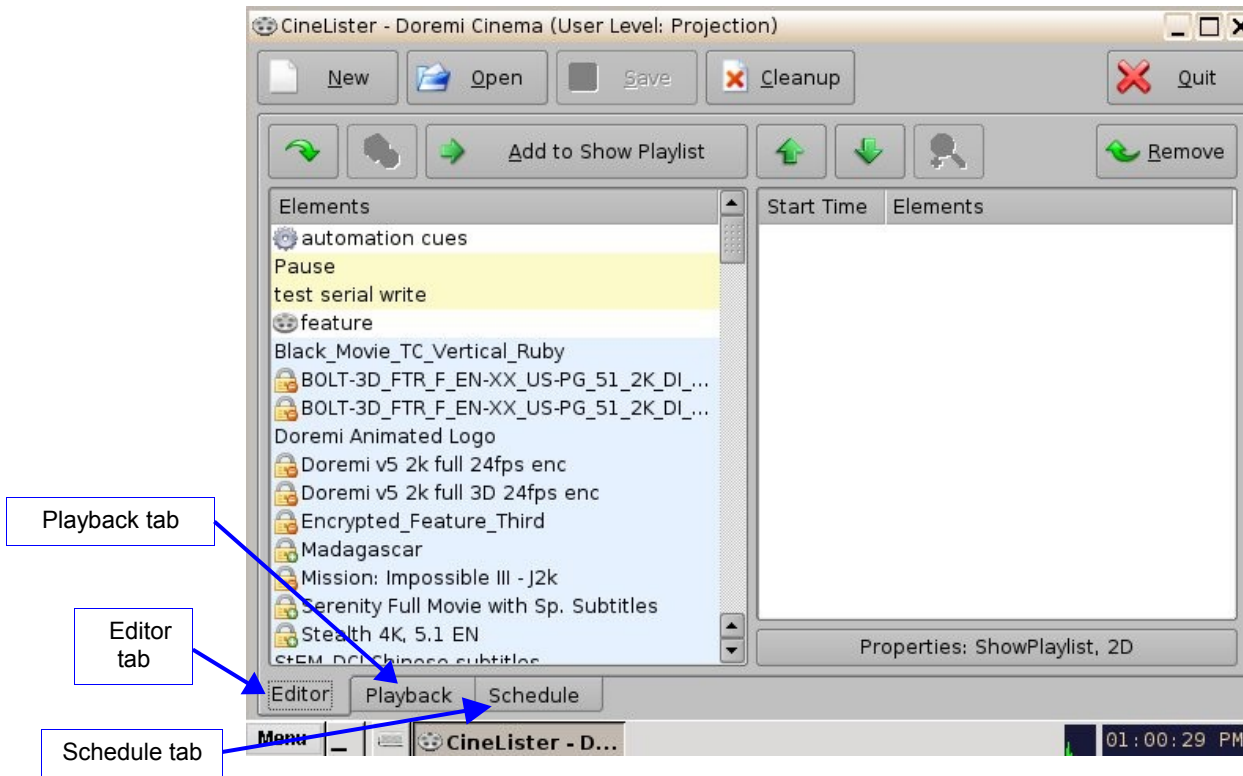 CineLister - Doremi Cinema (User Level: Projection)
New Open Save Cleanup Quit
Add to Show Playlist Remove
Elements
Start Time Elements
automation cues
Pause
test serial write
feature
Black_Movie_TC_Vertical_Ruby
BOLT-3D_FTR_F_EN-XX_US-PG_51_2K_DI_...
BOLT-3D_FTR_F_EN-XX_US-PG_51_2K_DI_...
Doremi Animated Logo
Doremi v5 2k full 24fps enc
Doremi v5 2k full 3D 24fps enc
Encrypted_Feature_Third
Madagascar
Mission: Impossible III - J2k
Serenity Full Movie with Sp. Subtitles
Stealth 4K, 5.1 EN
StEM DCI Chinese subtitles
Properties: ShowPlaylist, 2D
Editor Playback Schedule
Menu CineLister - D... 01:00:29 PM
Playback tab
Editor
tab
Schedule tab